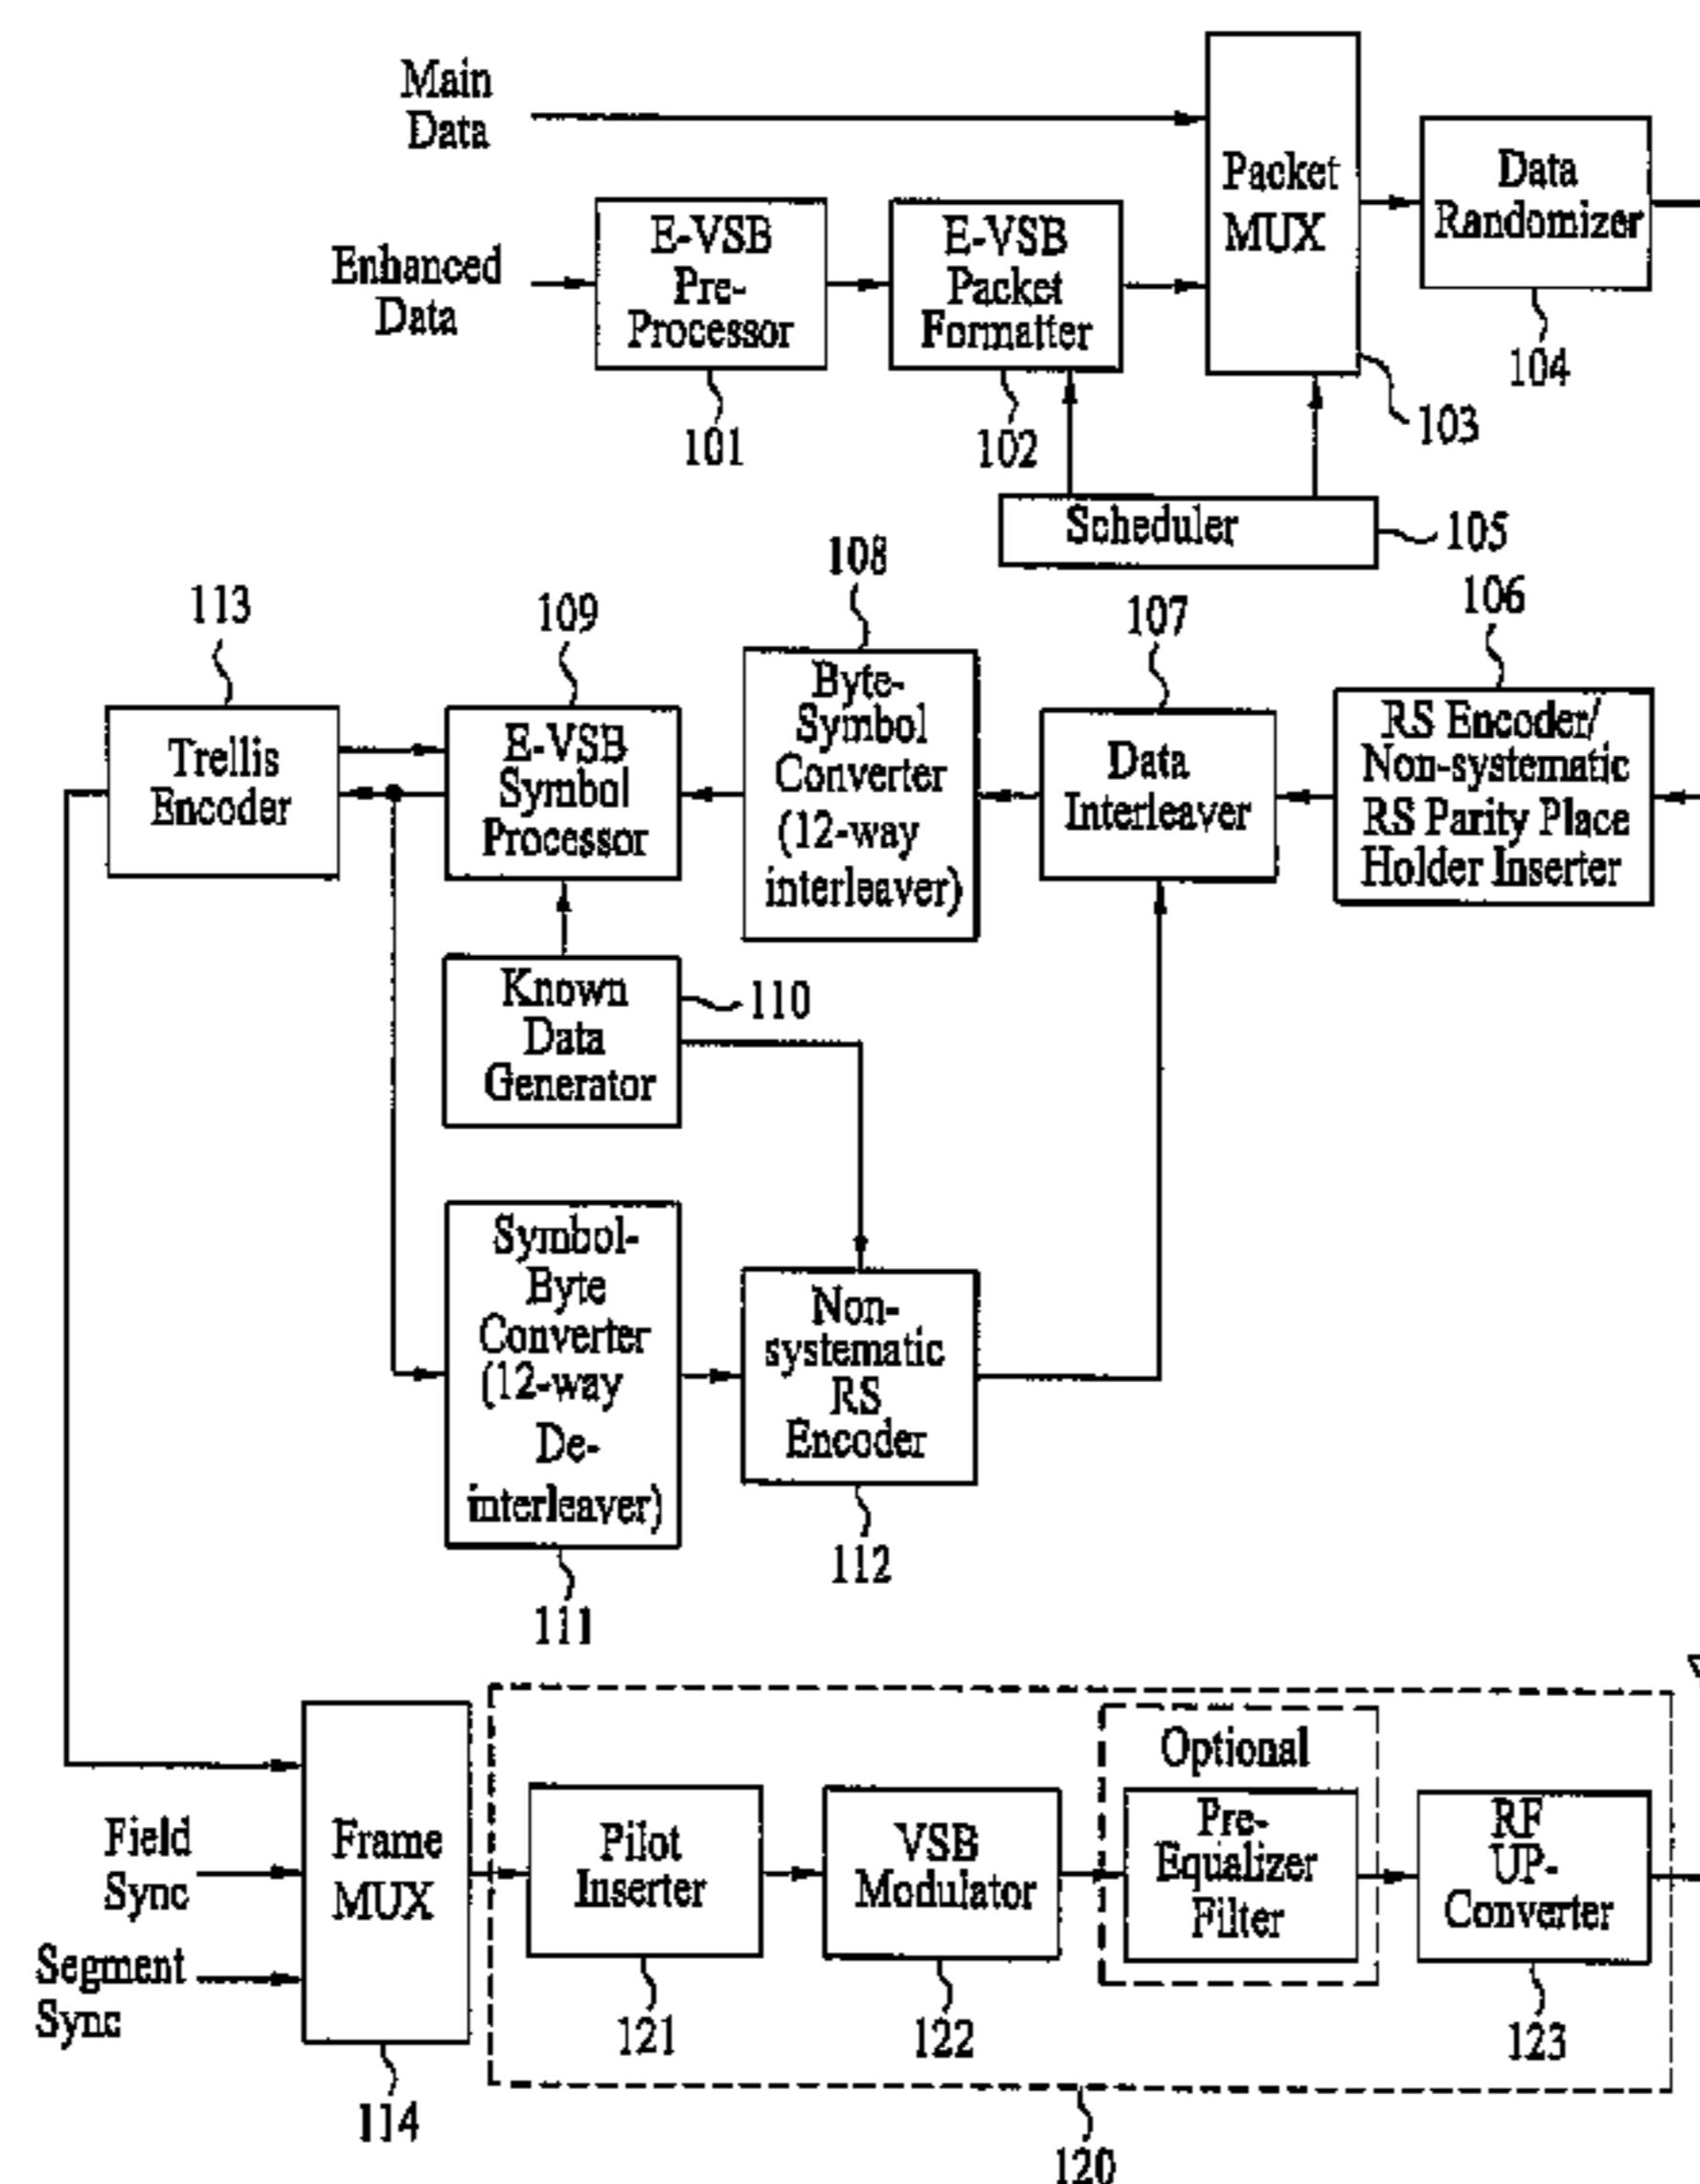 Main
Data
Enhanced
Data
E-VSB
Pre-
Processor
101
E-VSB
Packet
Formatter
102
Packet
MUX
103
Data
Randomizer
104
Scheduler
105
113
Trellis
Encoder
109
E-VSB
Symbol
Processor
108
Byte-
Symbol
Converter
(12-way
interleaver)
107
Data
Interleaver
106
RS Encoder/
Non-systematic
RS Parity Place
Holder Inserter
Known
Data
Generator
110
Symbol-
Byte
Converter
(12-way
De-
interleaver)
111
Non-
systematic
RS
Encoder
112
Field
Sync
Segment
Sync
Frame
MUX
114
Pilot
Inserter
121
VSB
Modulator
122
Optional
Pre-
Equalizer
Filter
RF
UP-
Converter
123
120